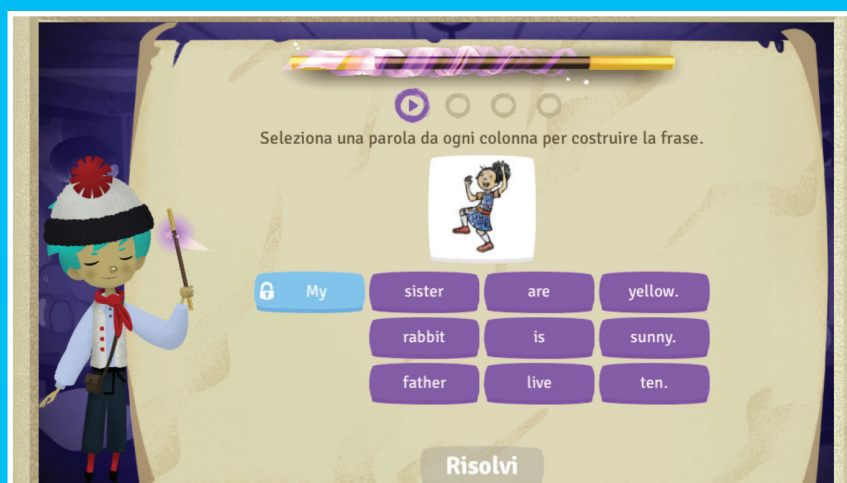 Seleziona una parola da ogni colonna per costruire la frase.
My sister are yellow.
rabbit is sunny.
father live ten.
Risolvi